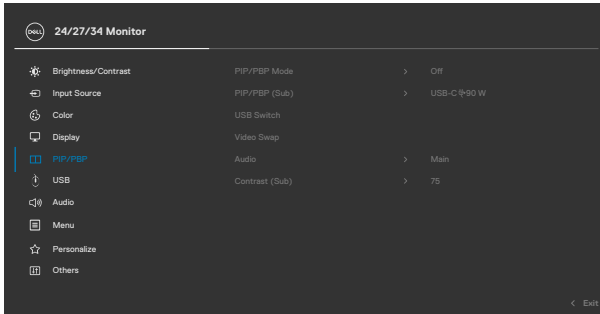 DELL 24/27/34 Monitor
Brightness/Contrast PIP/PBP Mode > Off
Input Source PIP/PBP (Sub) > USB-C 90 W
Color USB Switch
Display Video Swap
PIP/PBP Audio > Main
USB Contrast (Sub) > 75
Audio
Menu
Personalize
Others
< Exit